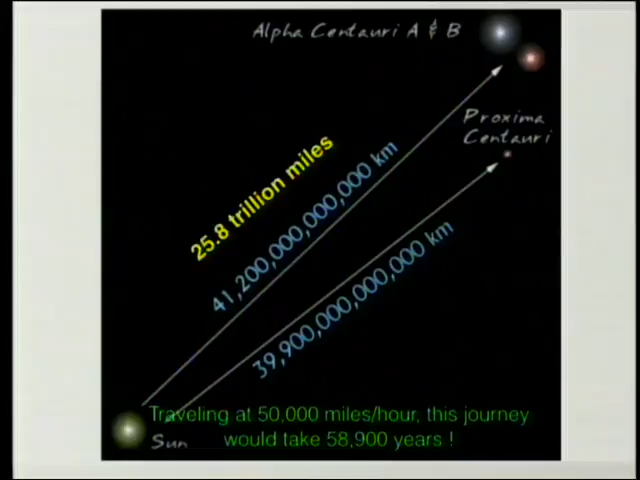 Alpha Centauri A & B
Proxima
Centauri
25.8 trillion miles
41,200,000,000,000 km
39,900,000,000,000 km
Traveling at 50,000 miles/hour, this journey
would take 58,900 years !
Sun